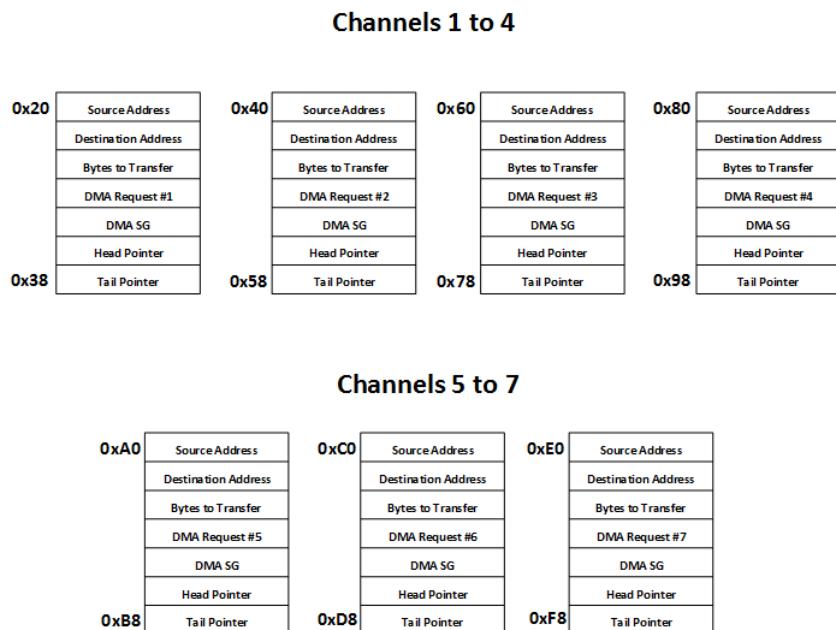 Channels 1 to 4
0x20 Source Address 0x40 Source Address 0x60 Source Address 0x80 Source Address
Destination Address Destination Address Destination Address Destination Address
Bytes to Transfer Bytes to Transfer Bytes to Transfer Bytes to Transfer
DMA Request #1 DMA Request #2 DMA Request #3 DMA Request #4
DMA SG DMA SG DMA SG DMA SG
Head Pointer Head Pointer Head Pointer Head Pointer
0x38 Tail Pointer 0x58 Tail Pointer 0x78 Tail Pointer 0x98 Tail Pointer
Channels 5 to 7
0xA0 Source Address 0xC0 Source Address 0xE0 Source Address
Destination Address Destination Address Destination Address
Bytes to Transfer Bytes to Transfer Bytes to Transfer
DMA Request #5 DMA Request #6 DMA Request #7
DMA SG DMA SG DMA SG
Head Pointer Head Pointer Head Pointer
0xB8 Tail Pointer 0xD8 Tail Pointer 0xF8 Tail Pointer